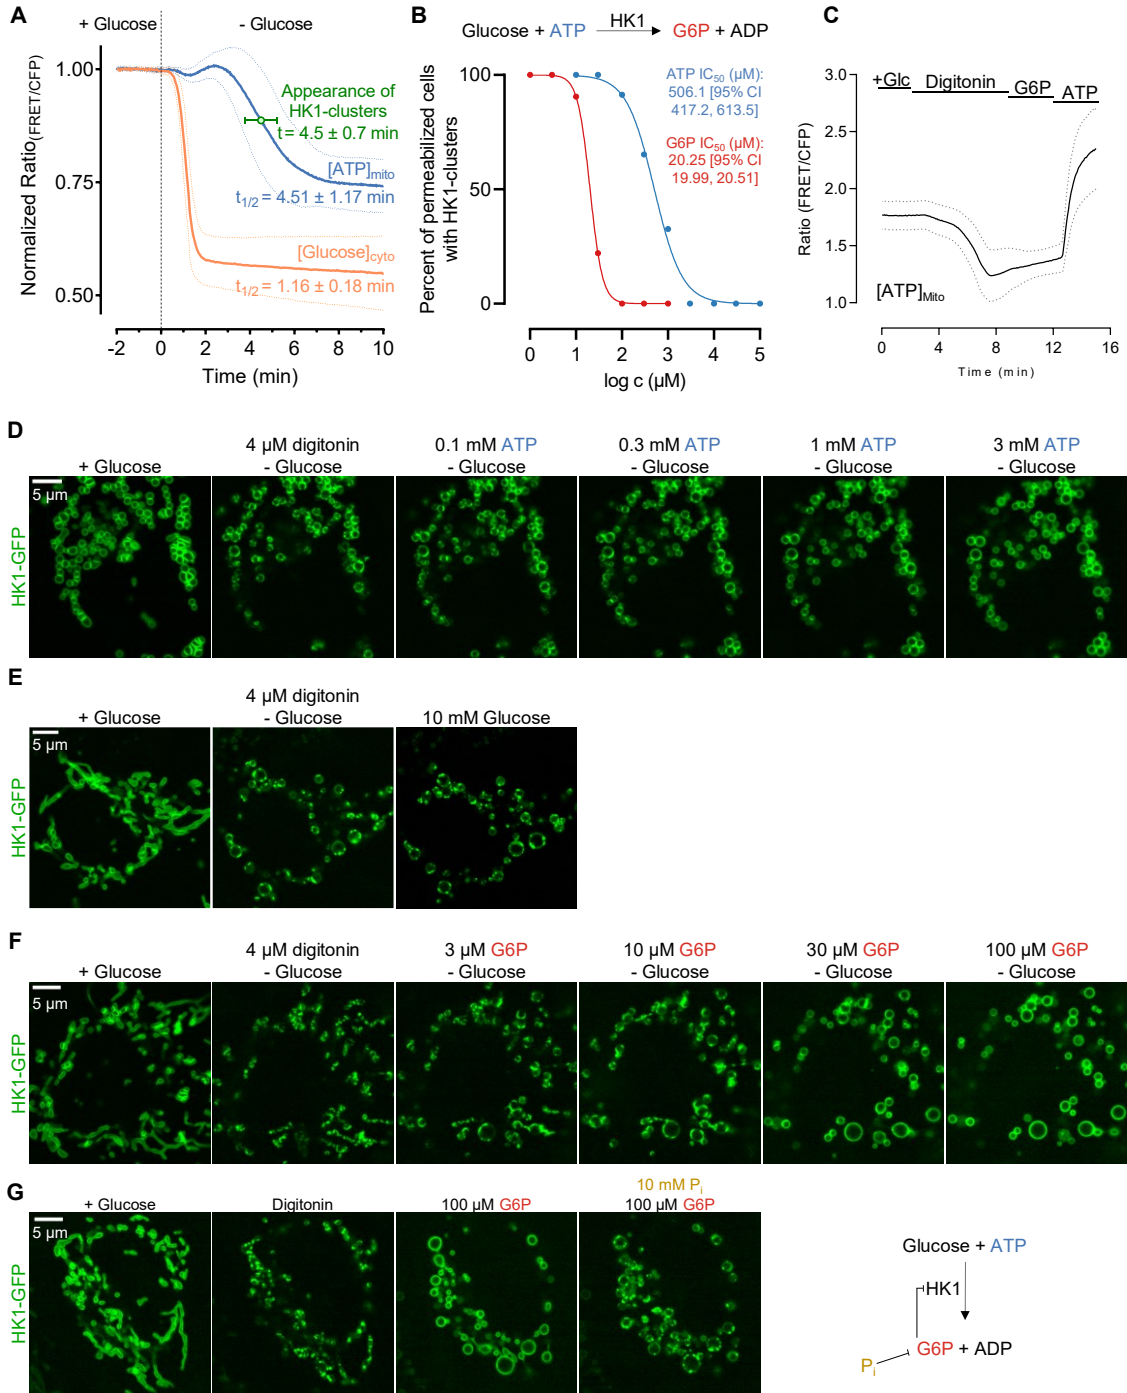 A
+ Glucose
- Glucose
Normalized Ratio(FRET/CFP)
1.00
0.75
0.50
Appearance of
HK1-clusters
t= 4.5 ± 0.7 min
[ATP]mito
t1/2 = 4.51 ± 1.17 min
[Glucose]cyto
t1/2 = 1.16 ± 0.18 min
-2 0 2 4 6 8 10
Time (min)
B
Glucose + ATP HK1 G6P + ADP
Percent of permeabilized cells
with HK1-clusters
100
50
0
ATP IC50 (µM):
506.1 [95% CI
417.2, 613.5]
G6P IC50 (µM):
20.25 [95% CI
19.99, 20.51]
0 1 2 3 4 5
log c (µM)
C
Ratio (FRET/CFP)
3.0
2.5
2.0
1.5
1.0
+Glc Digitonin G6P ATP
[ATP]Mito
0 4 8 12 16
Time (min)
D
HK1-GFP
+ Glucose
5 µm
4 µM digitonin
- Glucose
0.1 mM ATP
- Glucose
0.3 mM ATP
- Glucose
1 mM ATP
- Glucose
3 mM ATP
- Glucose
E
HK1-GFP
+ Glucose
5 µm
4 µM digitonin
- Glucose
10 mM Glucose
F
HK1-GFP
+ Glucose
5 µm
4 µM digitonin
- Glucose
3 µM G6P
- Glucose
10 µM G6P
- Glucose
30 µM G6P
- Glucose
100 µM G6P
- Glucose
G
HK1-GFP
+ Glucose
5 µm
Digitonin
100 µM G6P
10 mM Pi
100 µM G6P
Glucose + ATP
HK1
G6P + ADP
Pi